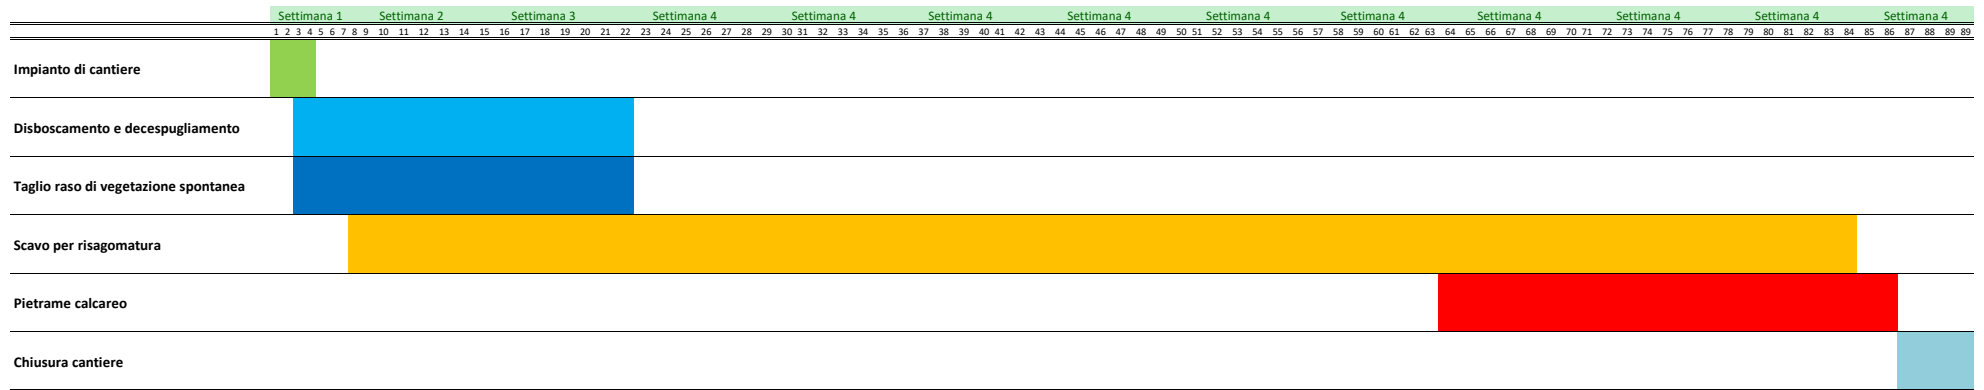 Settimana 1 Settimana 2 Settimana 3 Settimana 4 Settimana 4 Settimana 4 Settimana 4 Settimana 4 Settimana 4 Settimana 4 Settimana 4 Settimana 4 Settimana 4
1 2 3 4 5 6 7 8 9 10 11 12 13 14 15 16 17 18 19 20 21 22 23 24 25 26 27 28 29 30 31 32 33 34 35 36 37 38 39 40 41 42 43 44 45 46 47 48 49 50 51 52 53 54 55 56 57 58 59 60 61 62 63 64 65 66 67 68 69 70 71 72 73 74 75 76 77 78 79 80 81 82 83 84 85 86 87 88 89 89
Impianto di cantiere
Disboscamento e decespugliamento
Taglio raso di vegetazione spontanea
Scavo per risagomatura
Pietrame calcareo
Chiusura cantiere